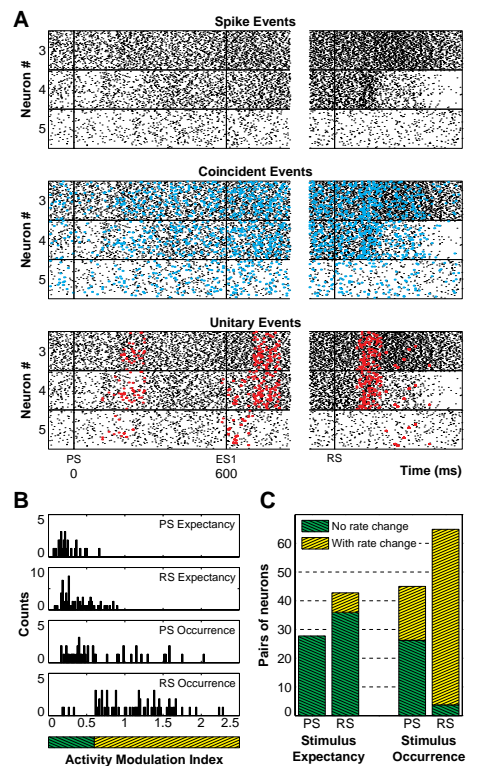 A
Spike Events
Neuron #
3
4
5
Coincident Events
Neuron #
3
4
5
Unitary Events
Neuron #
3
4
5
PS ES1 RS
0 600 Time (ms)
B
Counts
5
PS Expectancy
0
10
RS Expectancy
0
5
PS Occurrence
0
5
RS Occurrence
0
0 0.5 1 1.5 2 2.5
Activity Modulation Index
C
No rate change
With rate change
Pairs of neurons
60
50
40
30
20
10
0
PS RS PS RS
Stimulus Expectancy
Stimulus Occurrence